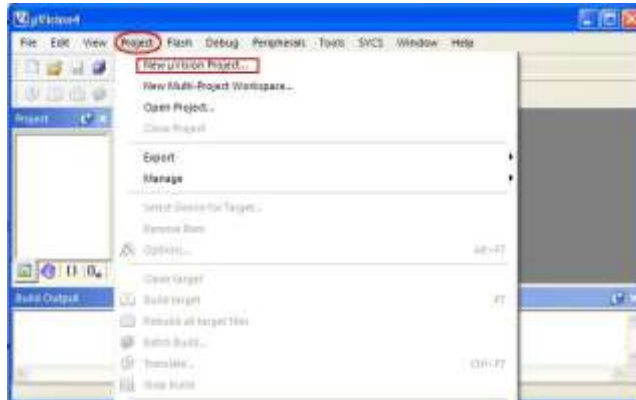 µVision4
File Edit View Project Flash Debug Peripherals Tools SVCS Window Help
New µVision Project...
New Multi-Project Workspace...
Open Project...
Close Project
Project
Export
Manage
Select Device for Target...
Remove Item
Options... Alt+F7
Clean target
Build Output
Build target F7
Rebuild all target files
Batch Build...
Translate... Ctrl+F7
Stop build